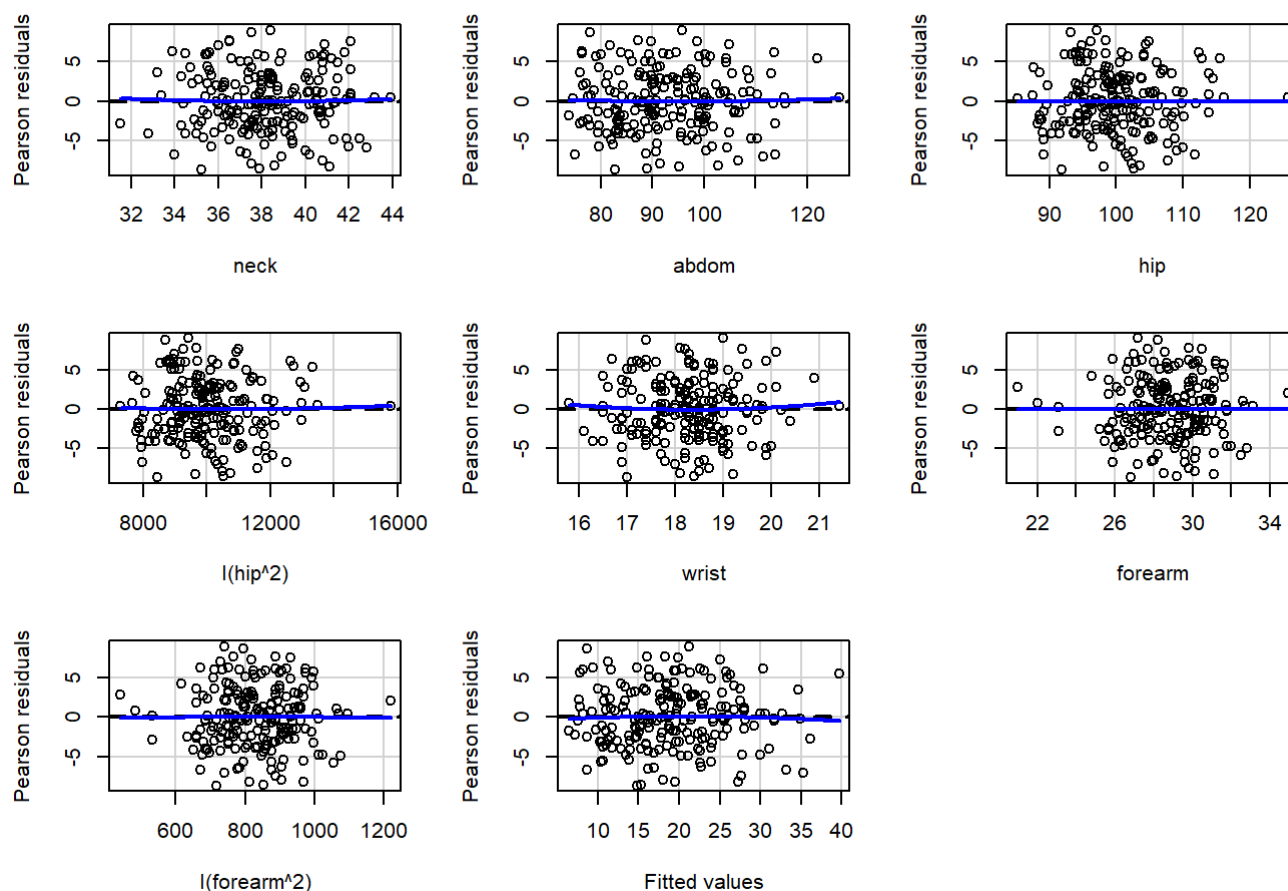 Pearson residuals
5
0
-5
32 34 36 38 40 42 44
neck
Pearson residuals
5
0
-5
80 90 100 120
abdom
Pearson residuals
5
0
-5
90 100 110 120
hip
Pearson residuals
5
0
-5
8000 12000 16000
I(hip^2)
Pearson residuals
5
0
-5
16 17 18 19 20 21
wrist
Pearson residuals
5
0
-5
22 26 30 34
forearm
Pearson residuals
5
0
-5
600 800 1000 1200
I(forearm^2)
Pearson residuals
5
0
-5
10 15 20 25 30 35 40
Fitted values